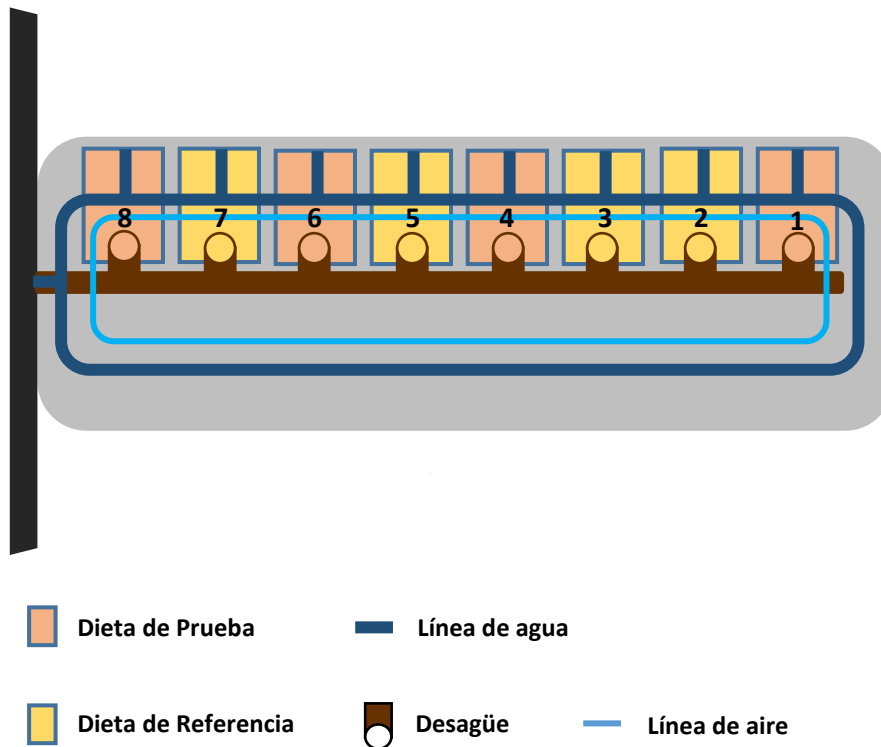 8 7 6 5 4 3 2 1
Dieta de Prueba
Línea de agua
Dieta de Referencia
Desagüe
Línea de aire